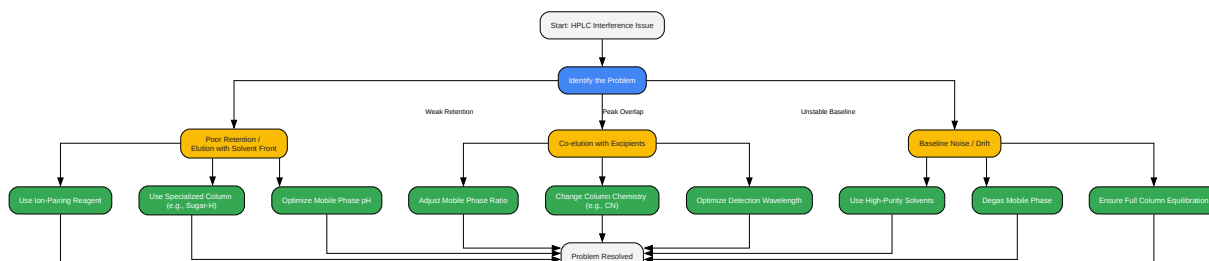 Start: HPLC Interference Issue
Identify the Problem
Weak Retention
Peak Overlap
Unstable Baseline
Poor Retention /
Elution with Solvent Front
Co-elution with Excipients
Baseline Noise / Drift
Use Ion-Pairing Reagent
Use Specialized Column
(e.g., Sugar-H)
Optimize Mobile Phase pH
Adjust Mobile Phase Ratio
Change Column Chemistry
(e.g., CN)
Optimize Detection Wavelength
Use High-Purity Solvents
Degas Mobile Phase
Ensure Full Column Equilibration
Problem Resolved